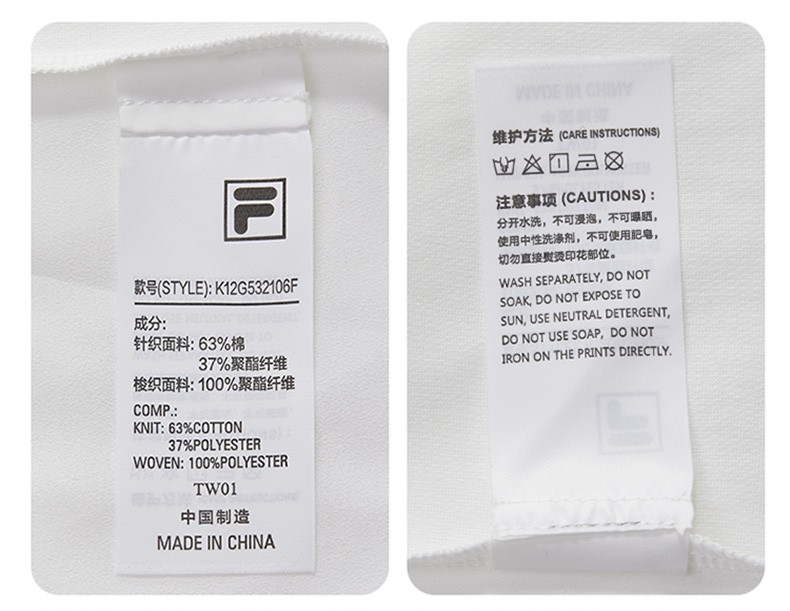 款号(STYLE): K12G532106F
成分:
针织面料: 63%棉
37%聚酯纤维
梭织面料: 100%聚酯纤维
COMP.:
KNIT: 63%COTTON
37%POLYESTER
WOVEN: 100%POLYESTER
TW01
中国制造
MADE IN CHINA
维护方法 (CARE INSTRUCTIONS)
注意事项 (CAUTIONS) :
分开水洗，不可浸泡，不可曝晒，
使用中性洗涤剂，不可使用肥皂，
切勿直接熨烫印花部位。
WASH SEPARATELY, DO NOT
SOAK, DO NOT EXPOSE TO
SUN, USE NEUTRAL DETERGENT,
DO NOT USE SOAP, DO NOT
IRON ON THE PRINTS DIRECTLY.